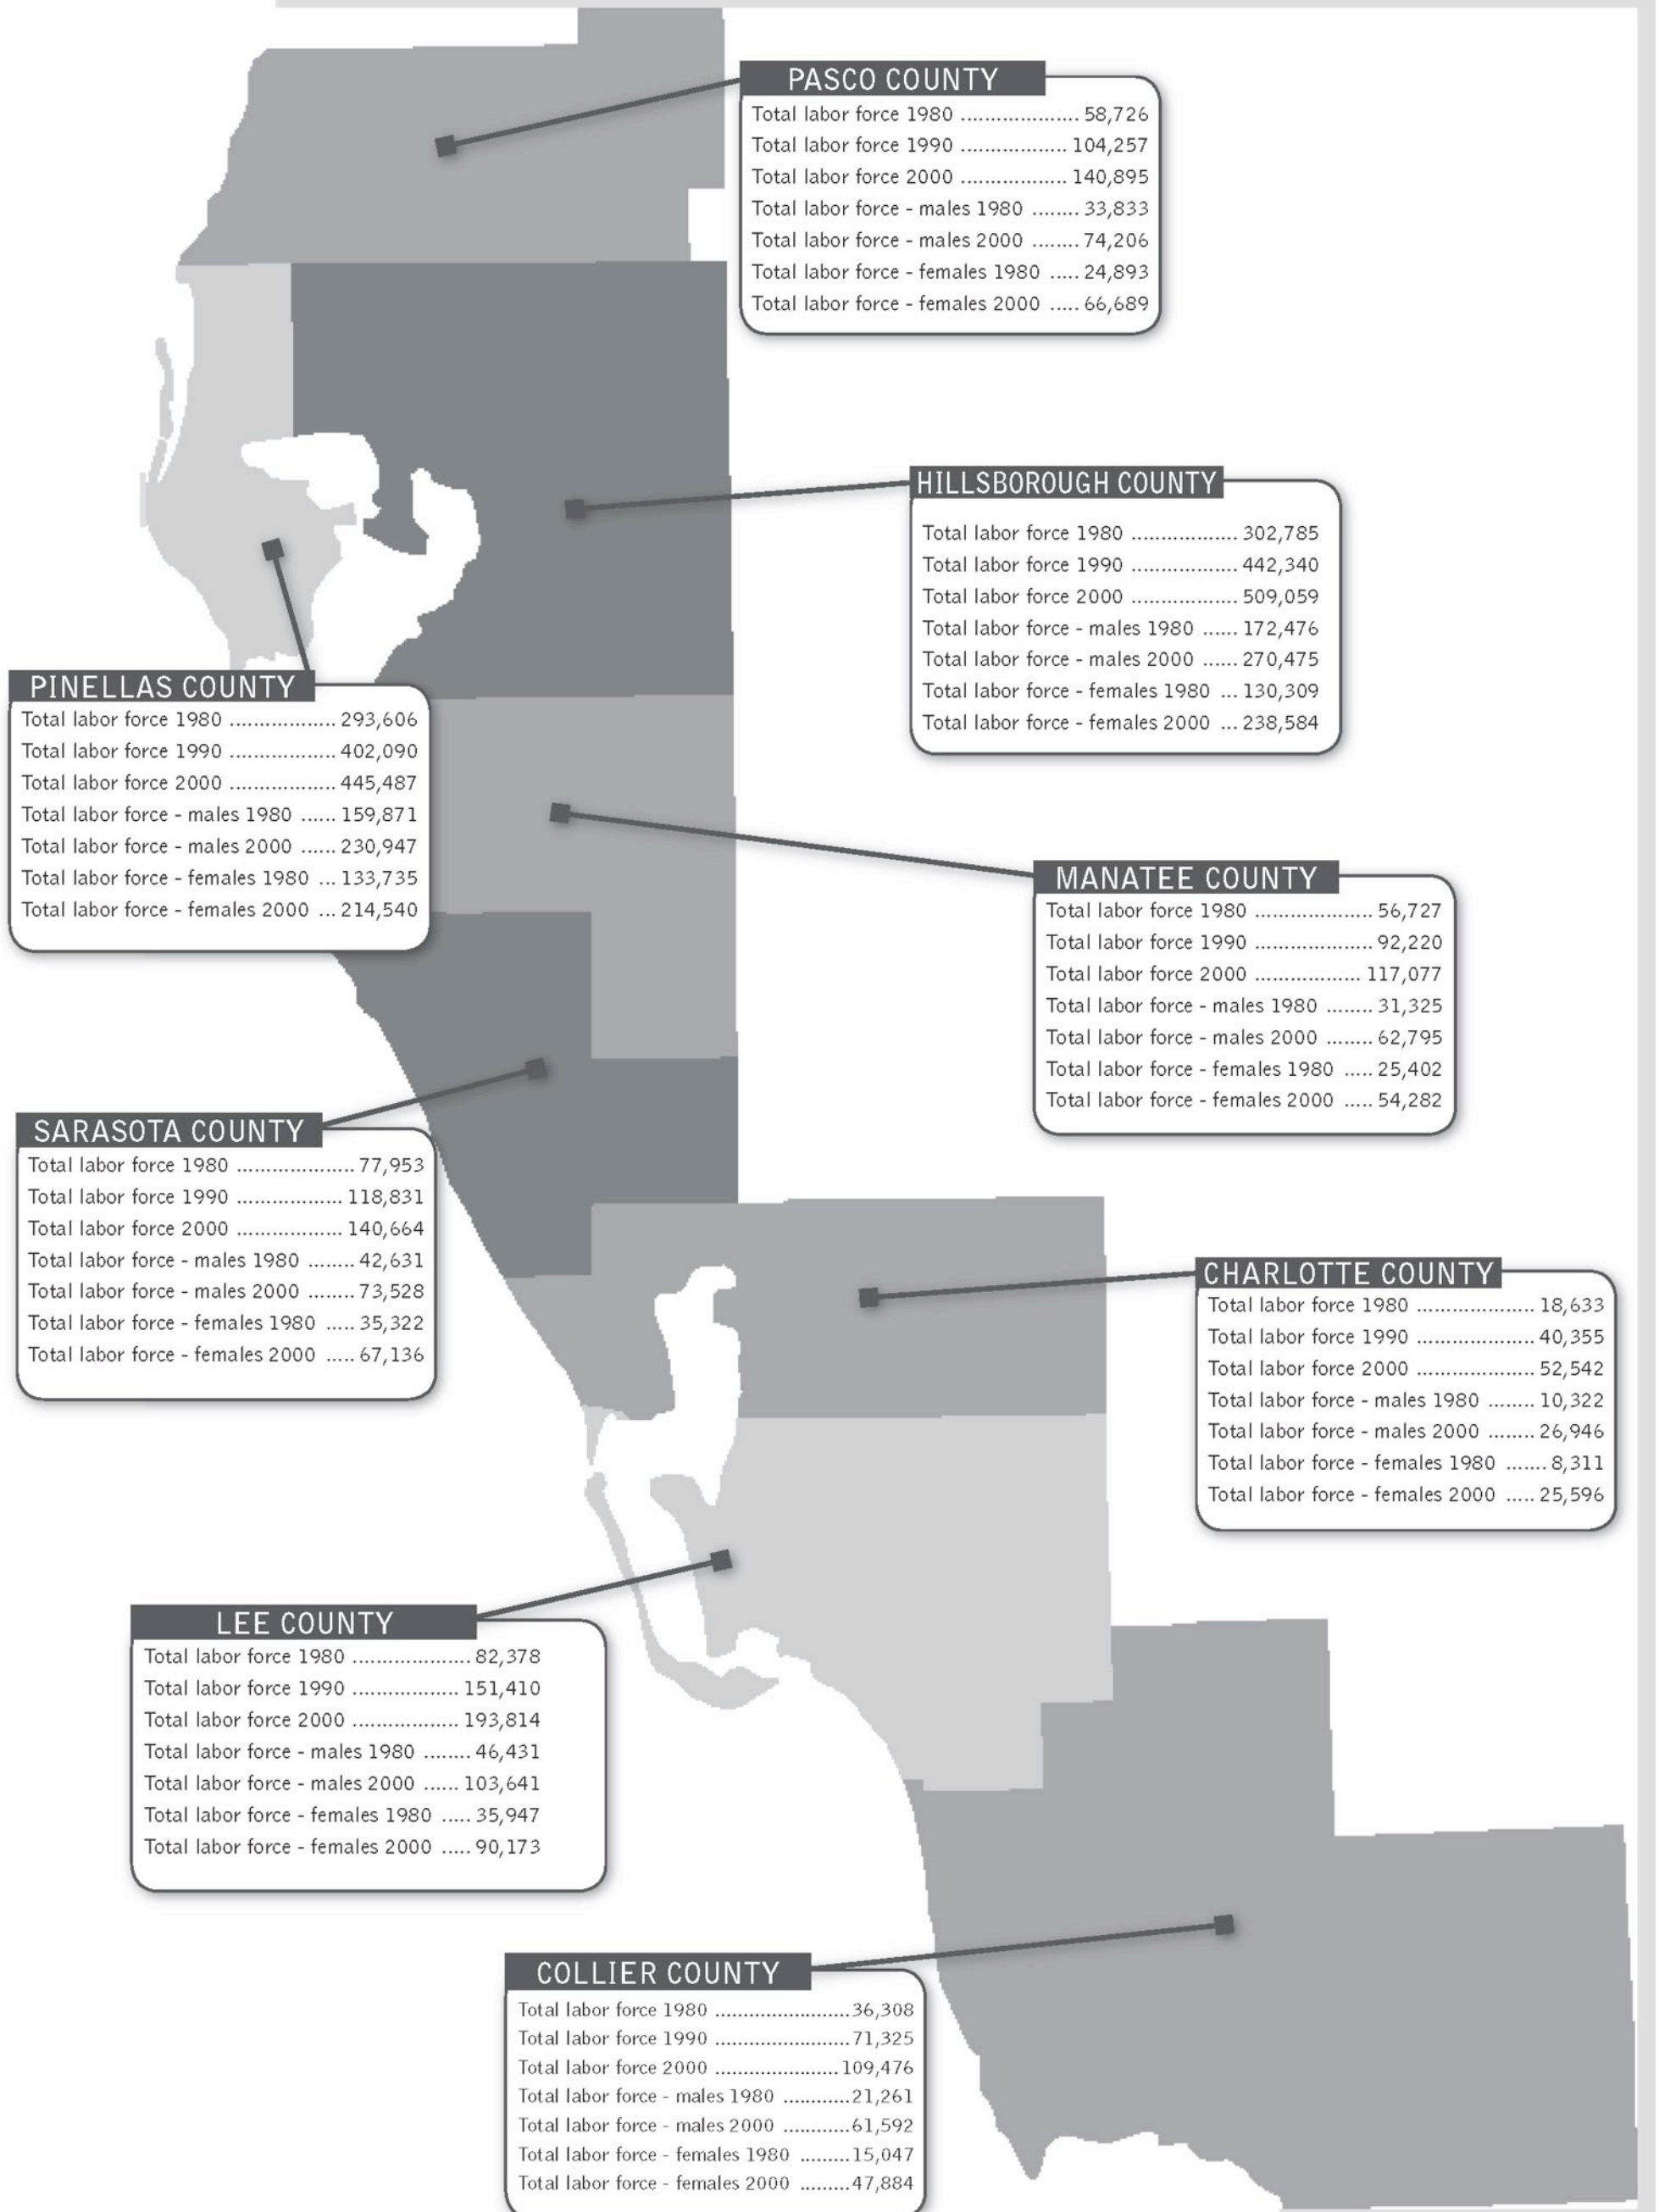 PASCO COUNTY
Total labor force 1980 .................... 58,726
Total labor force 1990 .................. 104,257
Total labor force 2000 .................. 140,895
Total labor force - males 1980 ........ 33,833
Total labor force - males 2000 ........ 74,206
Total labor force - females 1980 ..... 24,893
Total labor force - females 2000 ..... 66,689
HILLSBOROUGH COUNTY
Total labor force 1980 .................. 302,785
Total labor force 1990 .................. 442,340
Total labor force 2000 .................. 509,059
Total labor force - males 1980 ...... 172,476
Total labor force - males 2000 ...... 270,475
Total labor force - females 1980 ... 130,309
Total labor force - females 2000 ... 238,584
PINELLAS COUNTY
Total labor force 1980 .................. 293,606
Total labor force 1990 .................. 402,090
Total labor force 2000 .................. 445,487
Total labor force - males 1980 ...... 159,871
Total labor force - males 2000 ...... 230,947
Total labor force - females 1980 ... 133,735
Total labor force - females 2000 ... 214,540
MANATEE COUNTY
Total labor force 1980 .................... 56,727
Total labor force 1990 .................... 92,220
Total labor force 2000 .................. 117,077
Total labor force - males 1980 ........ 31,325
Total labor force - males 2000 ........ 62,795
Total labor force - females 1980 ..... 25,402
Total labor force - females 2000 ..... 54,282
SARASOTA COUNTY
Total labor force 1980 .................... 77,953
Total labor force 1990 .................. 118,831
Total labor force 2000 .................. 140,664
Total labor force - males 1980 ........ 42,631
Total labor force - males 2000 ........ 73,528
Total labor force - females 1980 ..... 35,322
Total labor force - females 2000 ..... 67,136
CHARLOTTE COUNTY
Total labor force 1980 .................... 18,633
Total labor force 1990 .................... 40,355
Total labor force 2000 .................... 52,542
Total labor force - males 1980 ........ 10,322
Total labor force - males 2000 ........ 26,946
Total labor force - females 1980 ....... 8,311
Total labor force - females 2000 ..... 25,596
LEE COUNTY
Total labor force 1980 .................... 82,378
Total labor force 1990 .................. 151,410
Total labor force 2000 .................. 193,814
Total labor force - males 1980 ........ 46,431
Total labor force - males 2000 ...... 103,641
Total labor force - females 1980 ..... 35,947
Total labor force - females 2000 ..... 90,173
COLLIER COUNTY
Total labor force 1980 .......................36,308
Total labor force 1990 .......................71,325
Total labor force 2000 .....................109,476
Total labor force - males 1980 ............21,261
Total labor force - males 2000 ............61,592
Total labor force - females 1980 .........15,047
Total labor force - females 2000 .........47,884